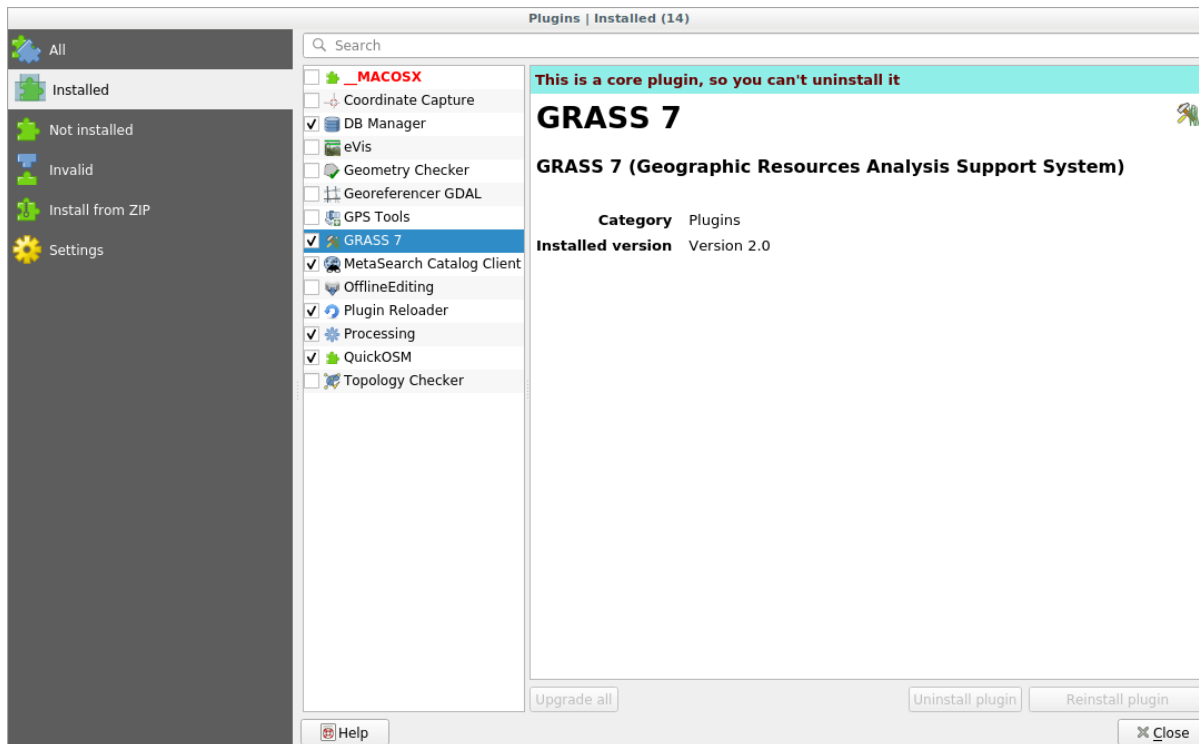 Plugins | Installed (14)
All
Installed
Not installed
Invalid
Install from ZIP
Settings
Search
__MACOSX
Coordinate Capture
DB Manager
eVis
Geometry Checker
Georeferencer GDAL
GPS Tools
GRASS 7
MetaSearch Catalog Client
OfflineEditing
Plugin Reloader
Processing
QuickOSM
Topology Checker
This is a core plugin, so you can't uninstall it
GRASS 7
GRASS 7 (Geographic Resources Analysis Support System)
Category Plugins
Installed version Version 2.0
Upgrade all
Uninstall plugin
Reinstall plugin
Help
Close